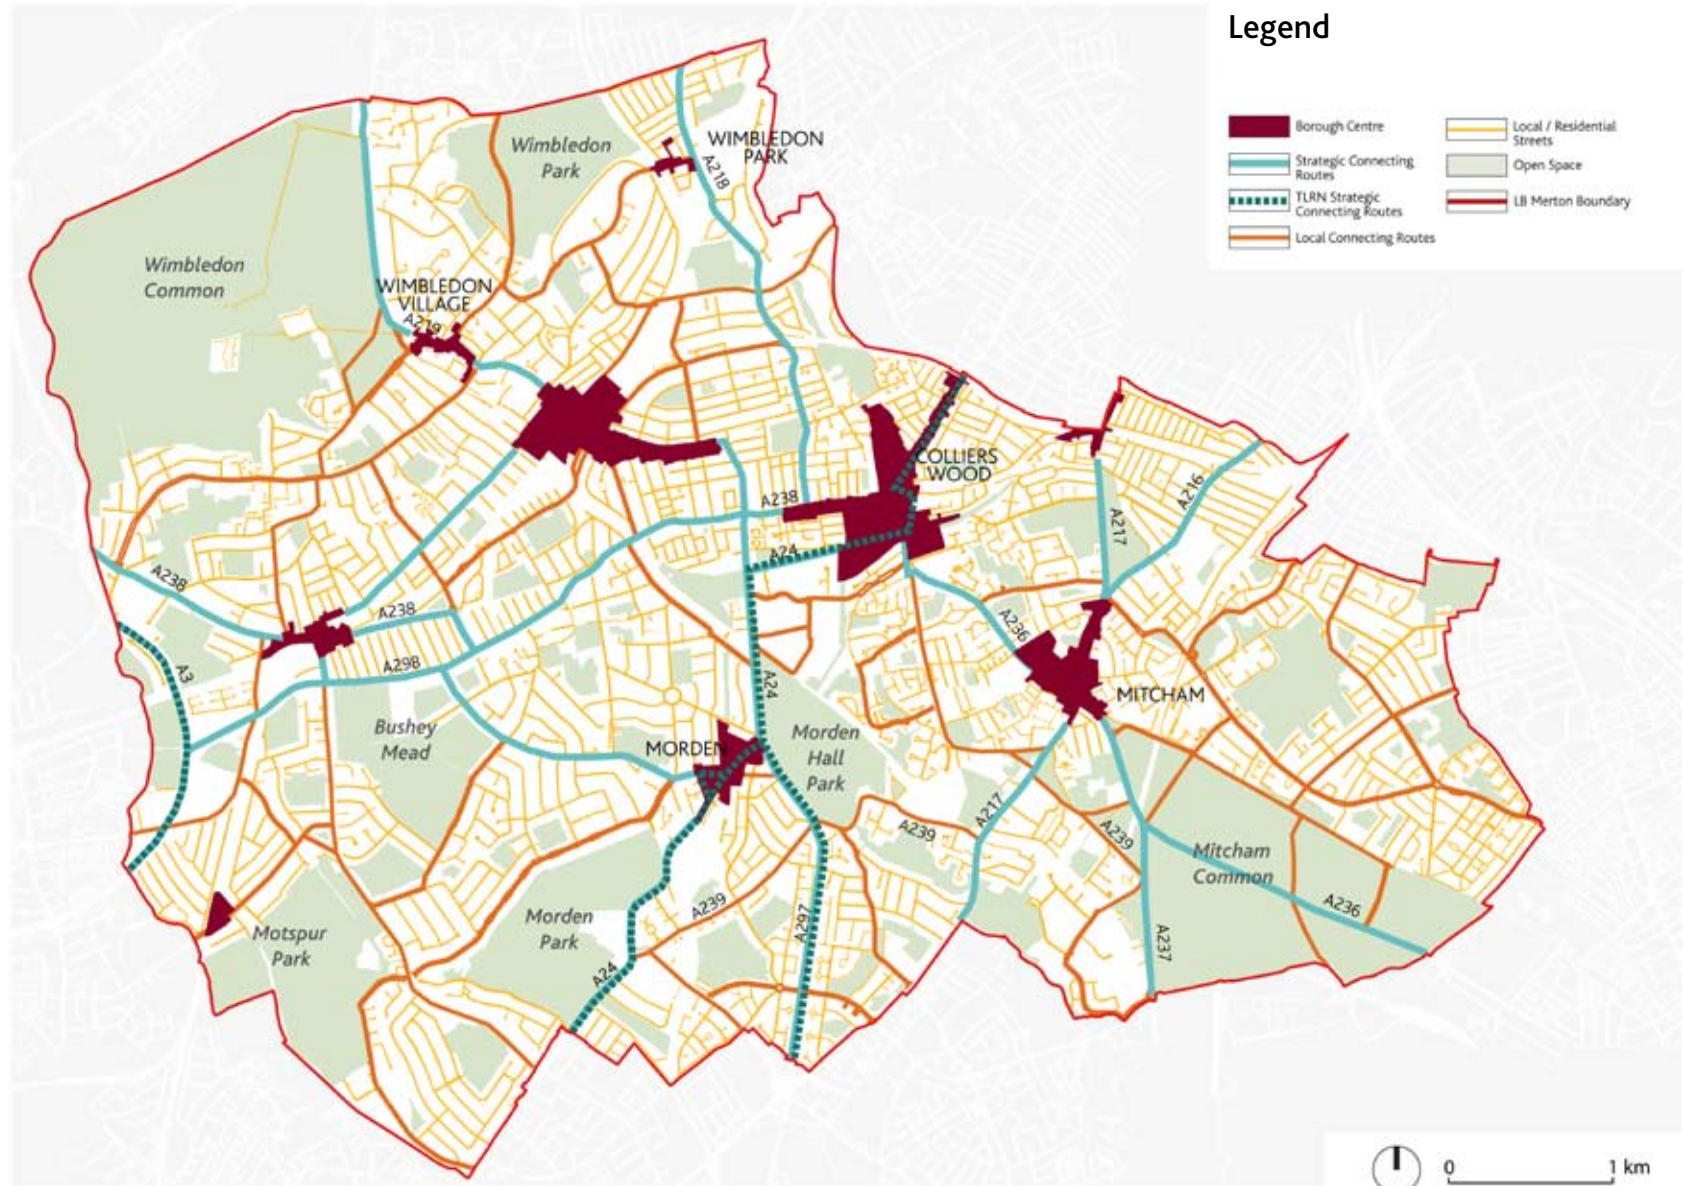 Legend
Borough Centre
Strategic Connecting
Routes
TLRN Strategic
Connecting Routes
Local Connecting Routes
Local / Residential
Streets
Open Space
LB Merton Boundary
Wimbledon
Park
WIMBLEDON
PARK
A218
Wimbledon
Common
WIMBLEDON
VILLAGE
A219
COLLIERS
WOOD
A238
A24
A217
A216
A238
A238
A298
A3
A236
MITCHAM
A24
Bushey
Mead
MORDEN
Morden
Hall
Park
A217
A239
A239
Mitcham
Common
A236
A237
Morden
Park
A239
A297
A24
Motspur
Park
0
1 km